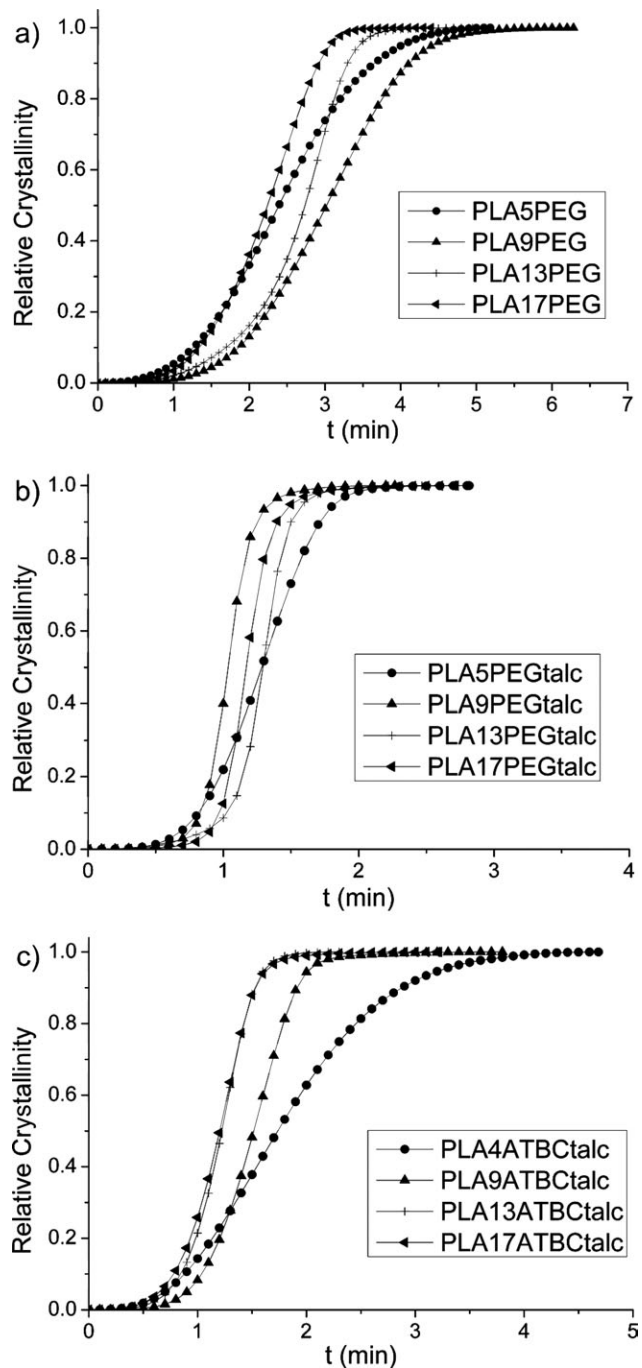 a)
Relative Crystallinity
1.0
0.8
0.6
0.4
0.2
0.0
PLA5PEG
PLA9PEG
PLA13PEG
PLA17PEG
0 1 2 3 4 5 6 7
t (min)
b)
Relative Crystallinity
1.0
0.8
0.6
0.4
0.2
0.0
PLA5PEGtalc
PLA9PEGtalc
PLA13PEGtalc
PLA17PEGtalc
0 1 2 3 4
t (min)
c)
Relative Crystallinity
1.0
0.8
0.6
0.4
0.2
0.0
PLA4ATBCtalc
PLA9ATBCtalc
PLA13ATBCtalc
PLA17ATBCtalc
0 1 2 3 4 5
t (min)